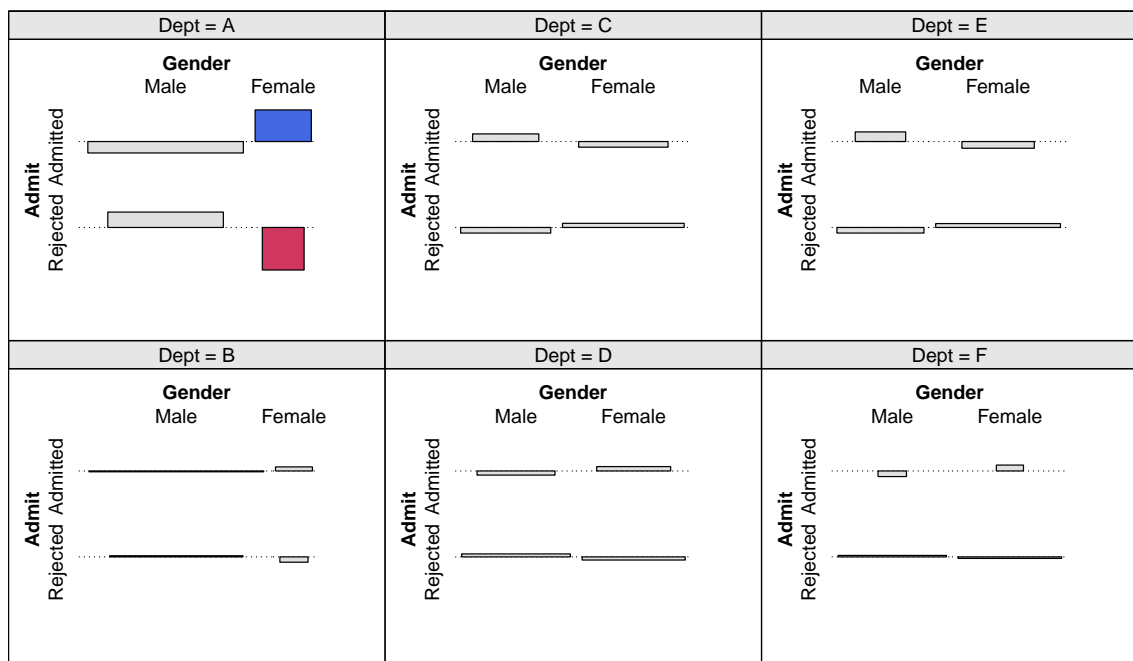 Dept = A
Gender
Male Female
Admit
Admitted
Rejected
Dept = C
Gender
Male Female
Admit
Admitted
Rejected
Dept = E
Gender
Male Female
Admit
Admitted
Rejected
Dept = B
Gender
Male Female
Admit
Admitted
Rejected
Dept = D
Gender
Male Female
Admit
Admitted
Rejected
Dept = F
Gender
Male Female
Admit
Admitted
Rejected